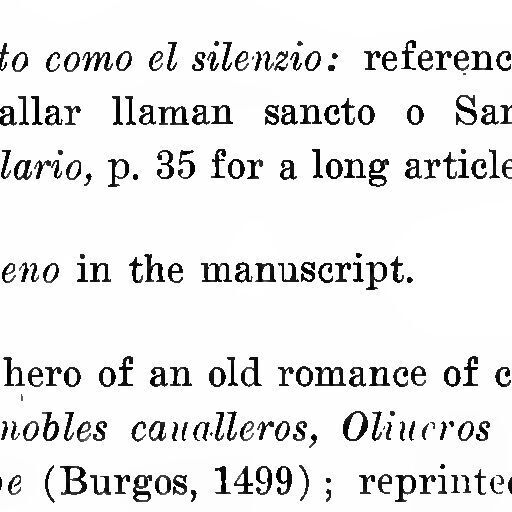 to como el silenzio: referenc
allar llaman sancto o San
lario, p. 35 for a long article
eno in the manuscript.
hero of an old romance of c
nobles caualleros, Oliueros
e (Burgos, 1499); reprinted